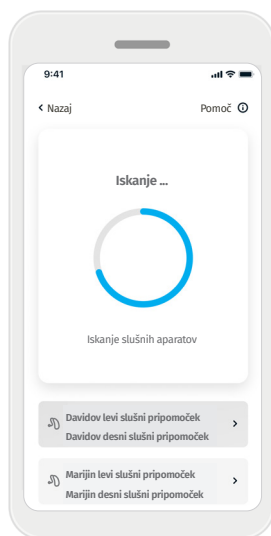 9:41
Nazaj Pomoč
Iskanje ...
Iskanje slušnih aparatov
Davidov levi slušni pripomoček
Davidov desni slušni pripomoček
Marijin levi slušni pripomoček
Marijin desni slušni pripomoček